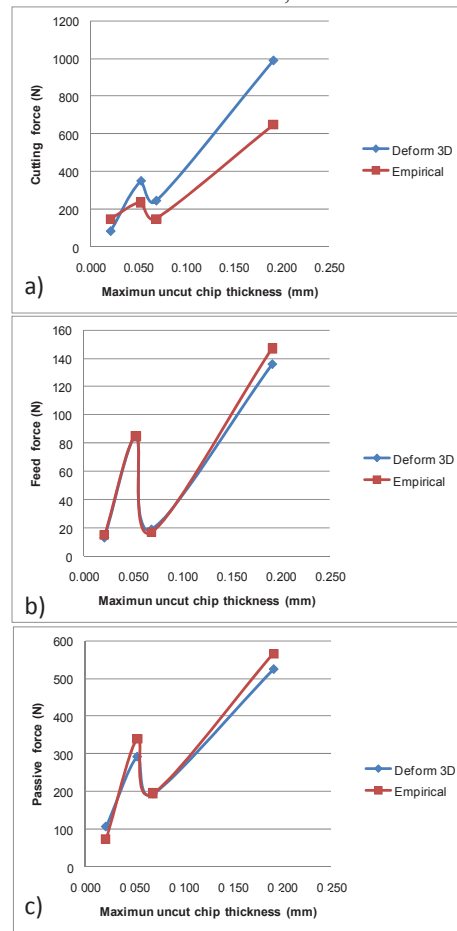 1200
1000
800
600
400
200
0
Cutting force (N)
0.000 0.050 0.100 0.150 0.200 0.250
Maximun uncut chip thickness (mm)
Deform 3D
Empirical
a)
160
140
120
100
80
60
40
20
0
Feed force (N)
0.000 0.050 0.100 0.150 0.200 0.250
Maximun uncut chip thickness (mm)
Deform 3D
Empirical
b)
600
500
400
300
200
100
0
Passive force (N)
0.000 0.050 0.100 0.150 0.200 0.250
Maximun uncut chip thickness (mm)
Deform 3D
Empirical
c)